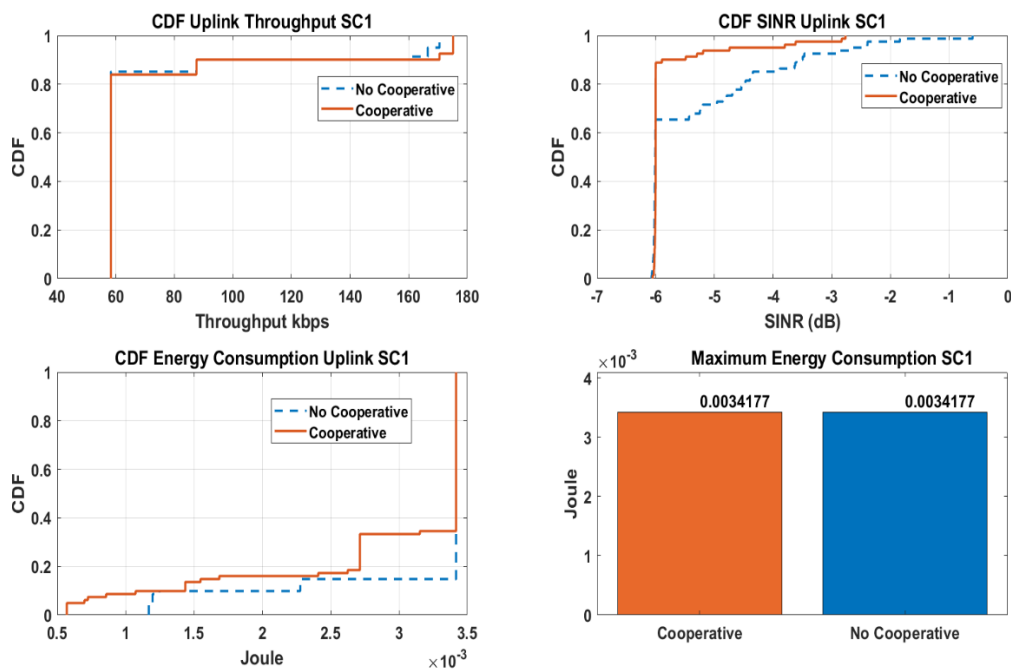 CDF Uplink Throughput SC1
1
0.8
0.6
0.4
0.2
0
CDF
No Cooperative
Cooperative
40 60 80 100 120 140 160 180
Throughput kbps
CDF SINR Uplink SC1
1
0.8
0.6
0.4
0.2
0
CDF
No Cooperative
Cooperative
-7 -6 -5 -4 -3 -2 -1 0
SINR (dB)
CDF Energy Consumption Uplink SC1
1
0.8
0.6
0.4
0.2
0
CDF
No Cooperative
Cooperative
0.5 1 1.5 2 2.5 3 3.5
Joule ×10⁻³
Maximum Energy Consumption SC1
×10⁻³
4
3
2
1
0
Joule
0.0034177 0.0034177
Cooperative No Cooperative